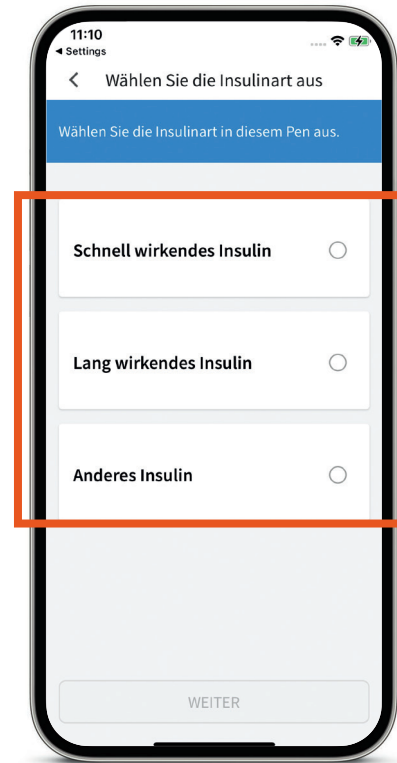 11:10
◀ Settings
Wählen Sie die Insulinart aus
Wählen Sie die Insulinart in diesem Pen aus.
Schnell wirkendes Insulin
Lang wirkendes Insulin
Anderes Insulin
WEITER